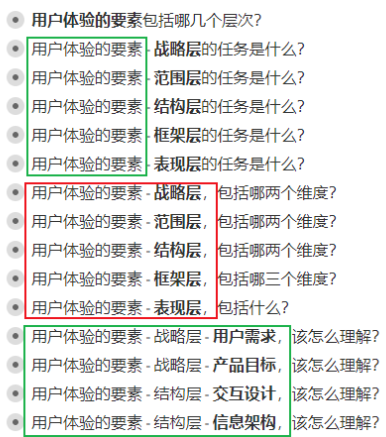 用户体验的要素包括哪几个层次?
用户体验的要素 - 战略层的任务是什么?
用户体验的要素 - 范围层的任务是什么?
用户体验的要素 - 结构层的任务是什么?
用户体验的要素 - 框架层的任务是什么?
用户体验的要素 - 表现层的任务是什么?
用户体验的要素 - 战略层，包括哪两个维度?
用户体验的要素 - 范围层，包括哪两个维度?
用户体验的要素 - 结构层，包括哪两个维度?
用户体验的要素 - 框架层，包括哪三个维度?
用户体验的要素 - 表现层，包括什么?
用户体验的要素 - 战略层 - 用户需求，该怎么理解?
用户体验的要素 - 战略层 - 产品目标，该怎么理解?
用户体验的要素 - 结构层 - 交互设计，该怎么理解?
用户体验的要素 - 结构层 - 信息架构，该怎么理解?